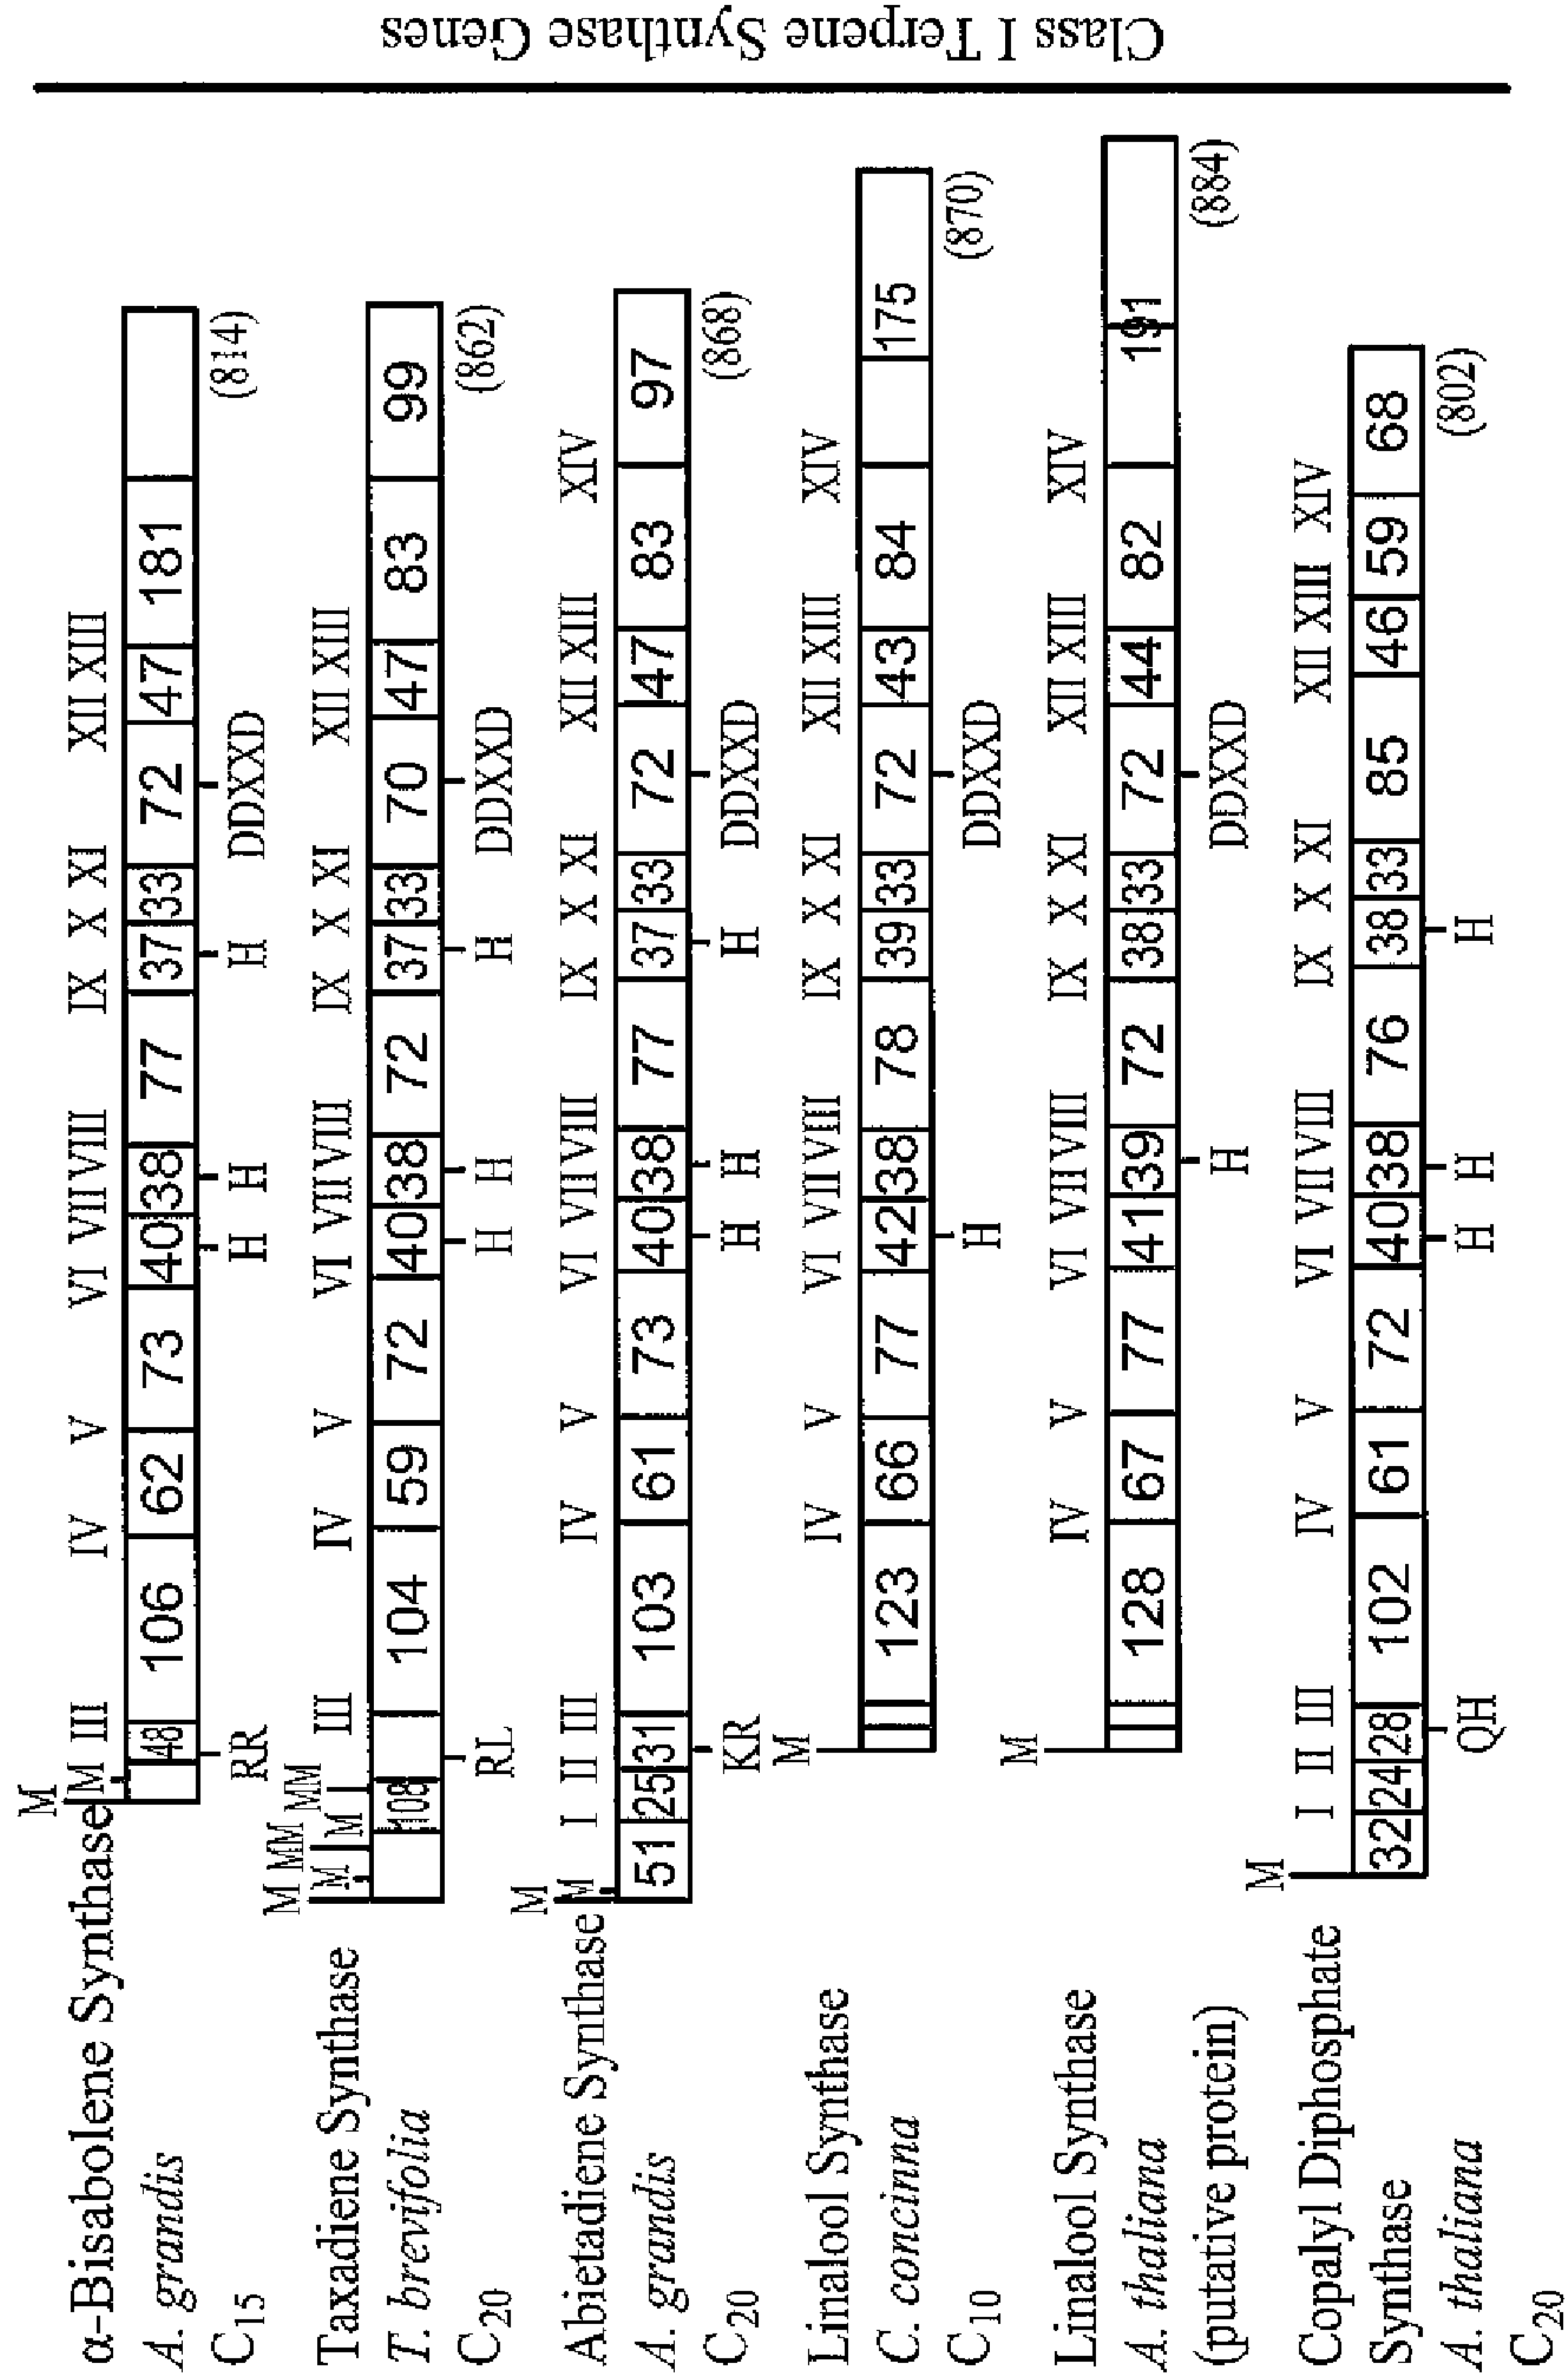 α-Bisabolene Synthase
A. grandis
C15
M M III IV V VI VII VIII IX X XI XII XIII
48 106 62 73 40 38 77 37 33 72 47 181
RR H H H DDXXD
(814)
Taxadiene Synthase
T. brevifolia
C20
M M MM M MM III IV V VI VII VIII IX X XI XII XIII
108 104 59 72 40 38 72 37 33 70 47 83 99
RL H H H DDXXD
(862)
Abietadiene Synthase
A. grandis
C20
M M I II III IV V VI VII VIII IX X XI XII XIII XIV
51 25 31 103 61 73 40 38 77 37 33 72 47 83 97
KR H H H DDXXD
(868)
Linalool Synthase
C. concinna
C10
M IV V VI VII VIII IX X XI XII XIII XIV
123 66 77 42 38 78 39 33 72 43 84 175
H DDXXD
(870)
Linalool Synthase
A. thaliana
(putative protein)
M IV V VI VII VIII IX X XI XII XIII XIV
128 67 77 41 39 72 38 33 72 44 82 191
H DDXXD
(884)
Copalyl Diphosphate
Synthase
A. thaliana
C20
M I II III IV V VI VII VIII IX X XI XII XIII XIV
32 24 28 102 61 72 40 38 76 38 33 85 46 59 68
QH H H H
(802)
Class I Terpene Synthase Genes